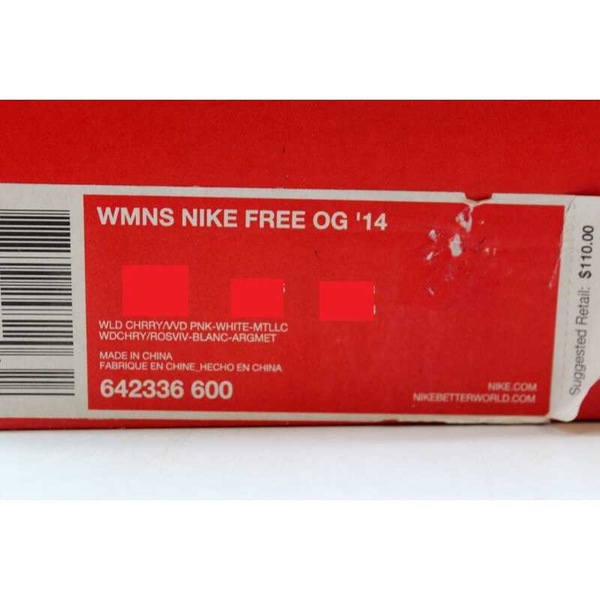 WMNS NIKE FREE OG '14
WLD CHRRY/VVD PNK-WHITE-MTLLC
WDCHRY/ROSVIV-BLANC-ARGMET
MADE IN CHINA
FABRIQUE EN CHINE_HECHO EN CHINA
642336 600
NIKE.COM
NIKEBETTERWORLD.COM
Suggested Retail: $110.00